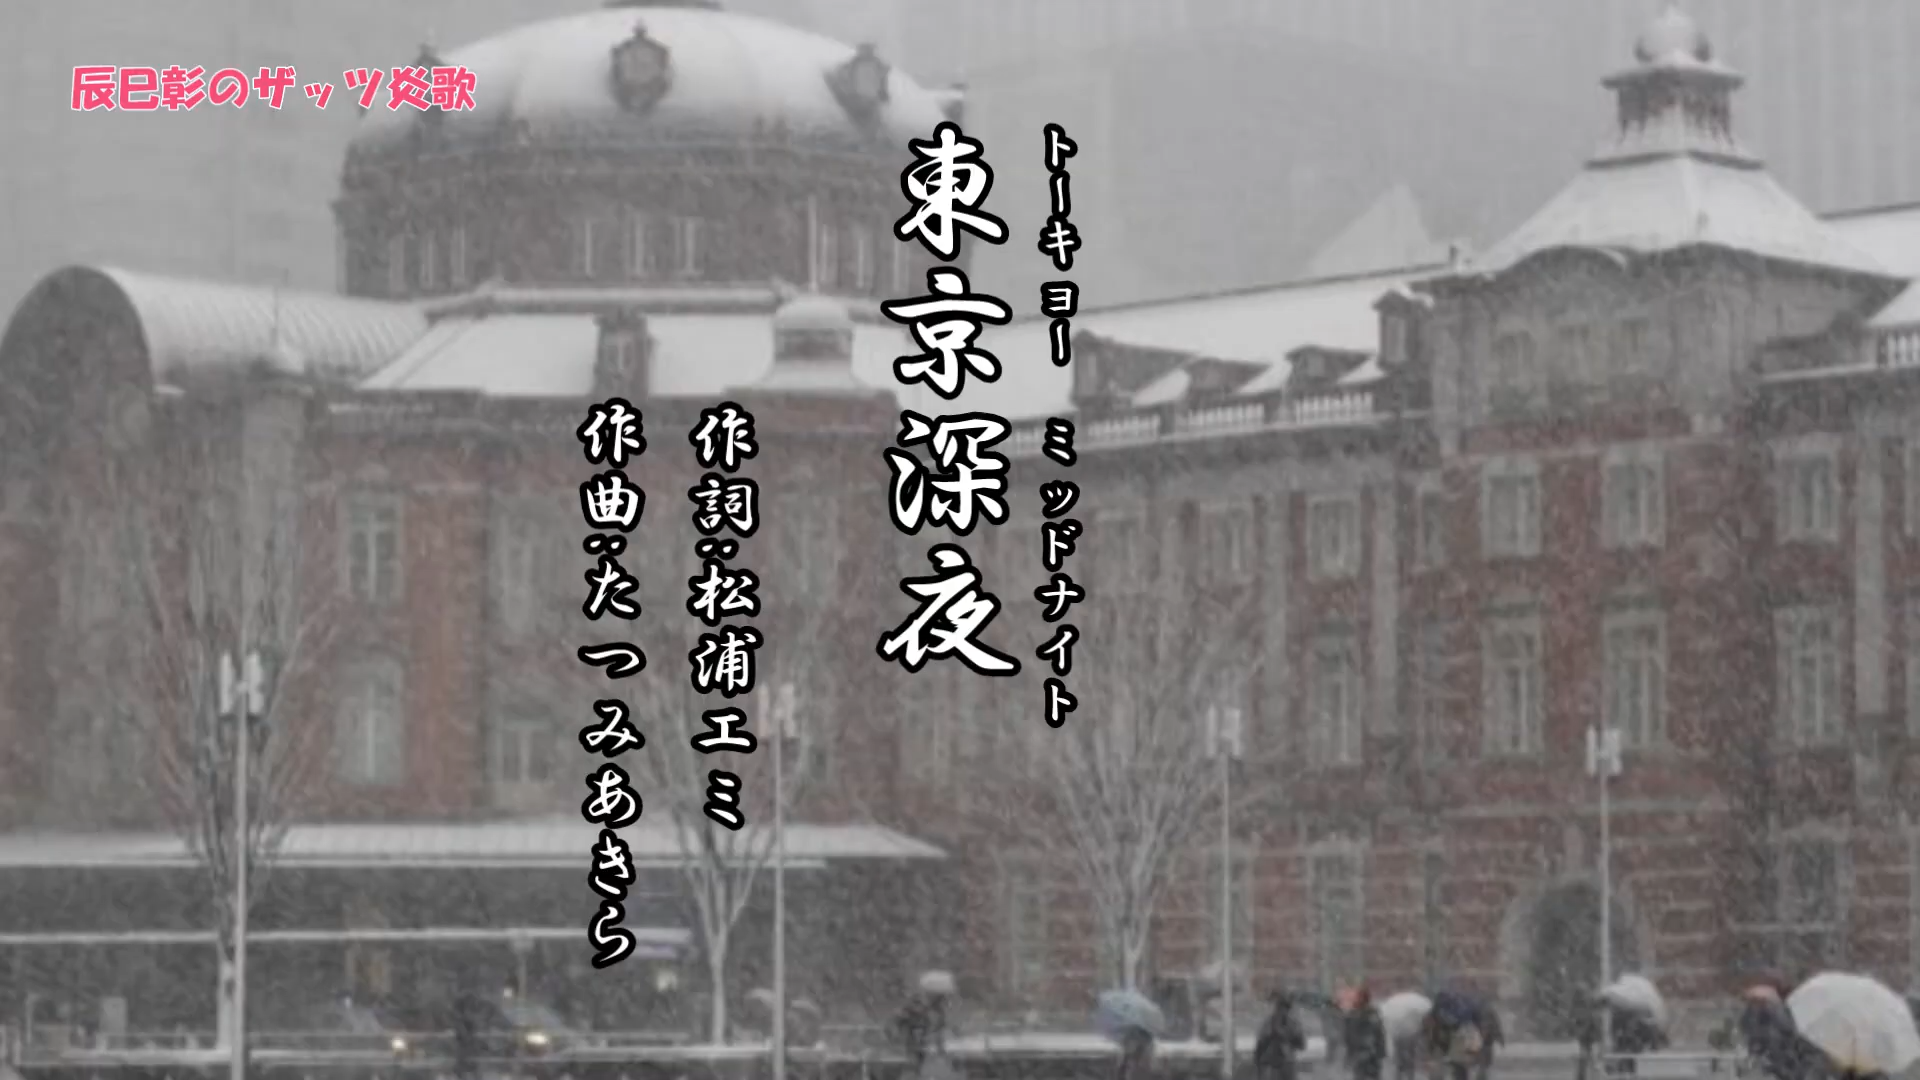 辰巳彰のザッツ炎歌
トーキョー ミッドナイト
東京深夜
作詞:松浦エミ
作曲:たつみあきら